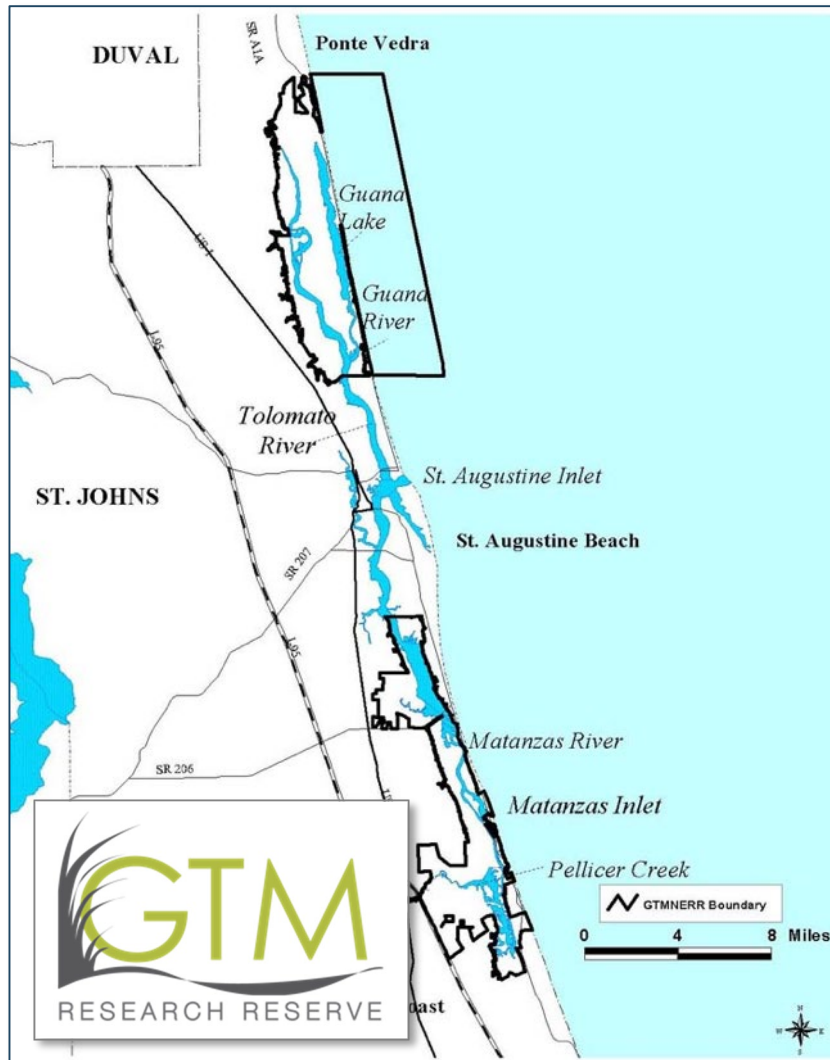 SR A1A
Ponte Vedra
DUVAL
Guana
Lake
US-1
Guana
River
I-95
Tolomato
River
St. Augustine Inlet
ST. JOHNS
St. Augustine Beach
SR 207
I-95
Matanzas River
SR 206
Matanzas Inlet
Pellicer Creek
GTMNERR Boundary
0 4 8 Miles
GTM
RESEARCH RESERVE
oast
N
W E
S